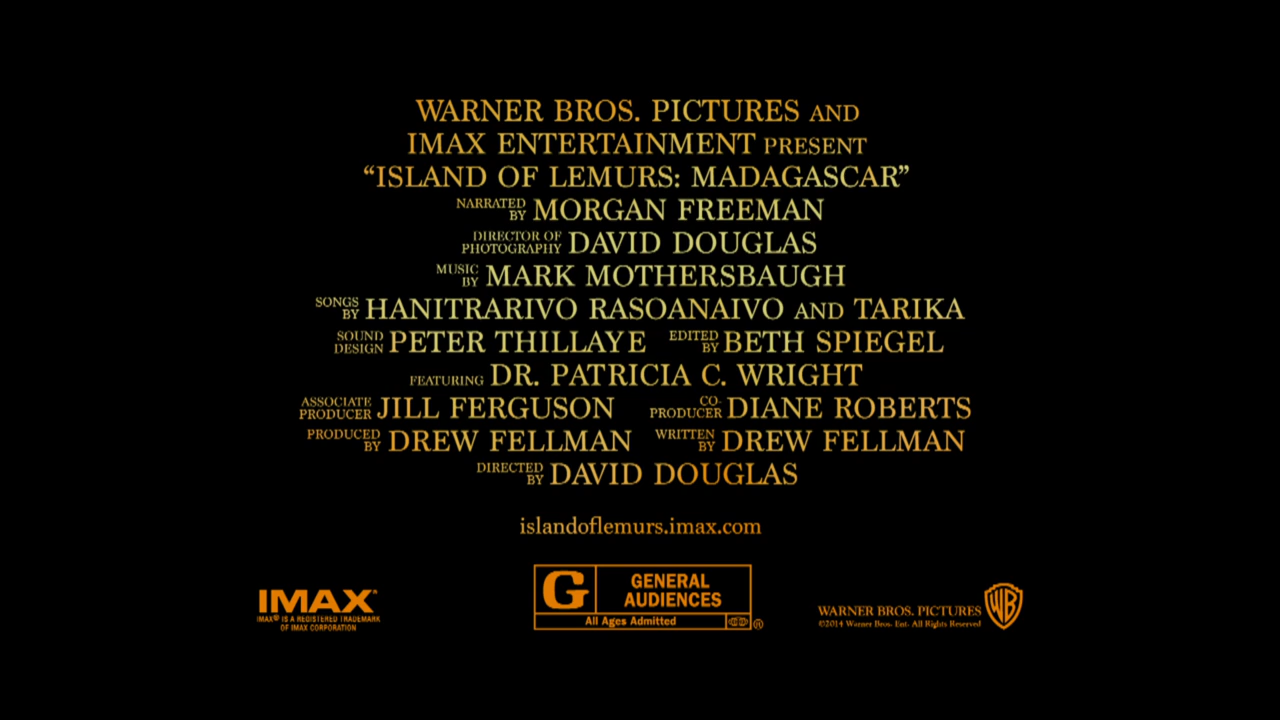 WARNER BROS. PICTURES AND
IMAX ENTERTAINMENT PRESENT
“ISLAND OF LEMURS: MADAGASCAR”
NARRATED BY MORGAN FREEMAN
DIRECTOR OF PHOTOGRAPHY DAVID DOUGLAS
MUSIC BY MARK MOTHERSBAUGH
SONGS BY HANITRARIVO RASOANAIVO AND TARIKA
SOUND DESIGN PETER THILLAYE EDITED BY BETH SPIEGEL
FEATURING DR. PATRICIA C. WRIGHT
ASSOCIATE PRODUCER JILL FERGUSON CO-PRODUCER DIANE ROBERTS
PRODUCED BY DREW FELLMAN WRITTEN BY DREW FELLMAN
DIRECTED BY DAVID DOUGLAS
islandoflemurs.imax.com
IMAX®
IMAX® IS A REGISTERED TRADEMARK
OF IMAX CORPORATION
G GENERAL AUDIENCES
All Ages Admitted ®
WARNER BROS. PICTURES WB
©2014 Warner Bros. Ent. All Rights Reserved